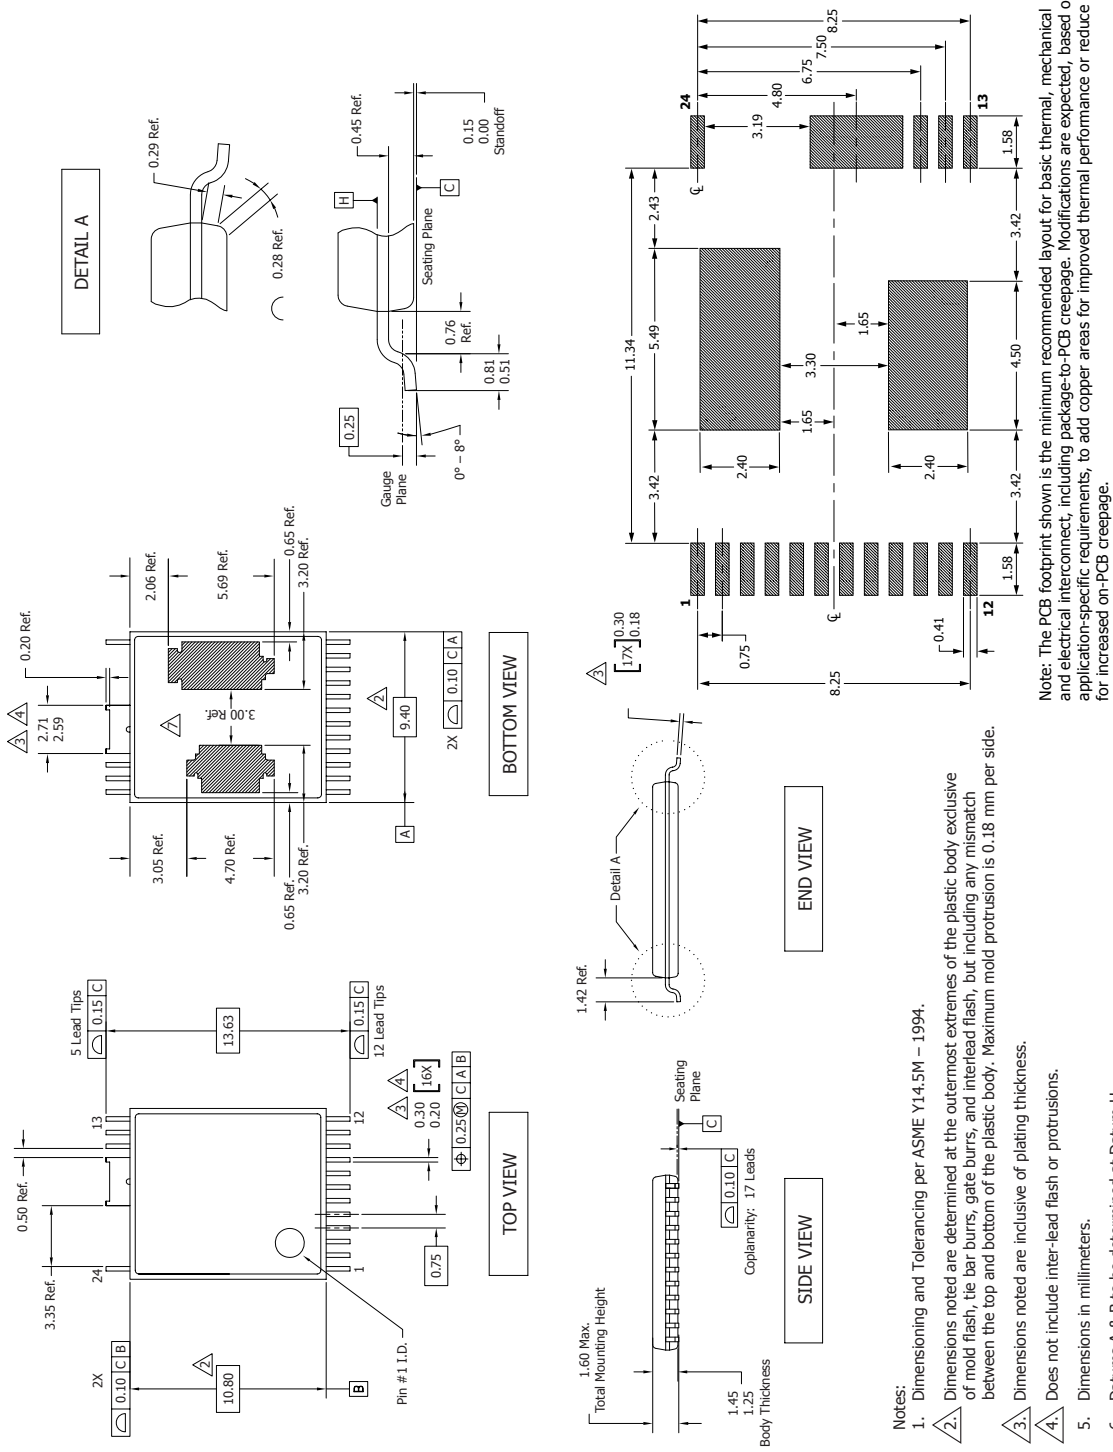 DETAIL A
0.29 Ref.
0.28 Ref.
0.45 Ref.
H
C
Seating Plane
0.15
0.00
Standoff
0.76
Ref.
0.81
0.51
0.25
Gauge
Plane
0° – 8°
BOTTOM VIEW
3 4
2.71
2.59
0.20 Ref.
2.06 Ref.
5.69 Ref.
0.65 Ref.
3.20 Ref.
7
3.00 Ref.
3.05 Ref.
4.70 Ref.
0.65 Ref.
3.20 Ref.
2
9.40
A
2X
0.10 C A
TOP VIEW
3.35 Ref.
0.50 Ref.
24
13
5 Lead Tips
0.15 C
13.63
0.15 C
12 Lead Tips
3 4
0.30
0.20
[16X]
0.25 M C A B
1
12
0.75
2X
0.10 C B
2
10.80
B
Pin #1 I.D.
END VIEW
1.42 Ref.
Detail A
3
[17X]
0.30
0.18
SIDE VIEW
1.60 Max.
Total Mounting Height
1.45
1.25
Body Thickness
Seating
Plane
C
0.10 C
Coplanarity: 17 Leads
8.25
7.50
6.75
4.80
3.19
24
13
1.58
CL
11.34
2.43
5.49
3.42
3.42
4.50
3.42
1.65
3.30
1.65
2.40
2.40
1
12
CL
1.58
0.75
0.41
8.25
Note: The PCB footprint shown is the minimum recommended layout for basic thermal, mechanical
and electrical interconnect, including package-to-PCB creepage. Modifications are expected, based o
application-specific requirements, to add copper areas for improved thermal performance or reduce
for increased on-PCB creepage.
Notes:
1. Dimensioning and Tolerancing per ASME Y14.5M – 1994.
2. Dimensions noted are determined at the outermost extremes of the plastic body exclusive
of mold flash, tie bar burrs, gate burrs, and interlead flash, but including any mismatch
between the top and bottom of the plastic body. Maximum mold protrusion is 0.18 mm per side.
3. Dimensions noted are inclusive of plating thickness.
4. Does not include inter-lead flash or protrusions.
5. Dimensions in millimeters.